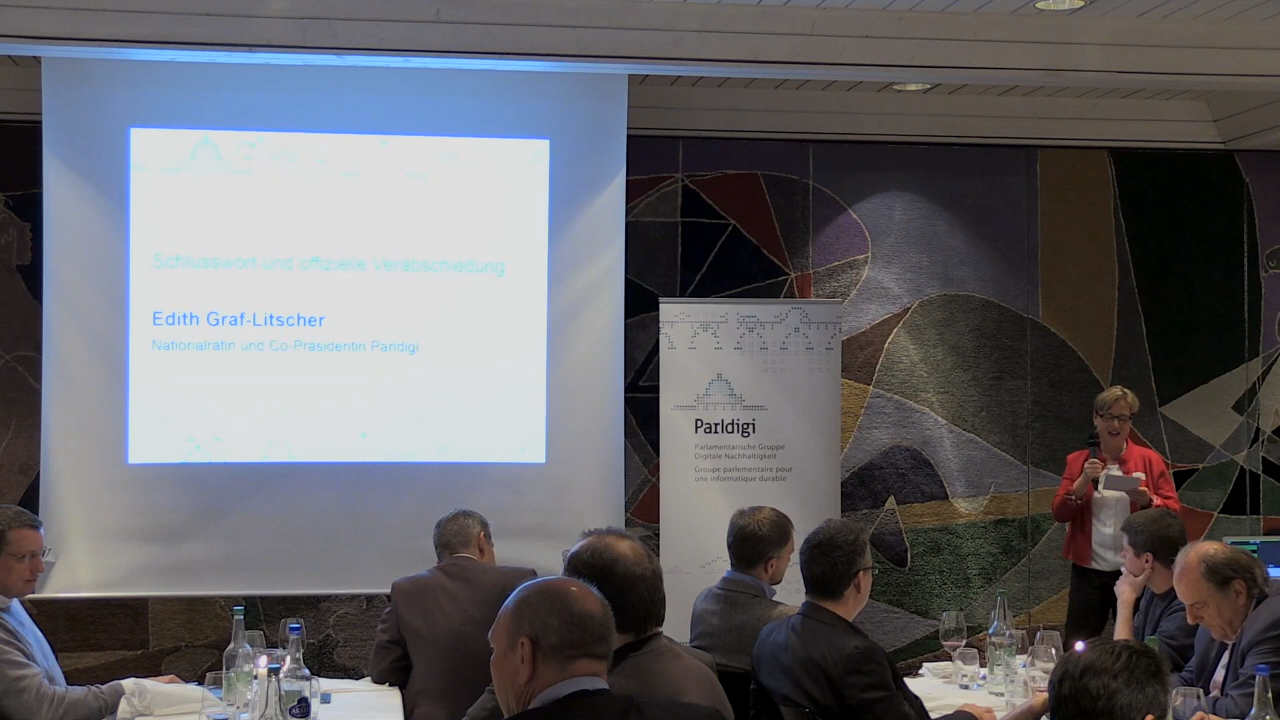 Schlusswort und offizielle Verabschiedung
Edith Graf-Litscher
Nationalrätin und Co-Präsidentin Parldigi
Parldigi
Parlamentarische Gruppe
Digitale Nachhaltigkeit
Groupe parlementaire pour
une informatique durable